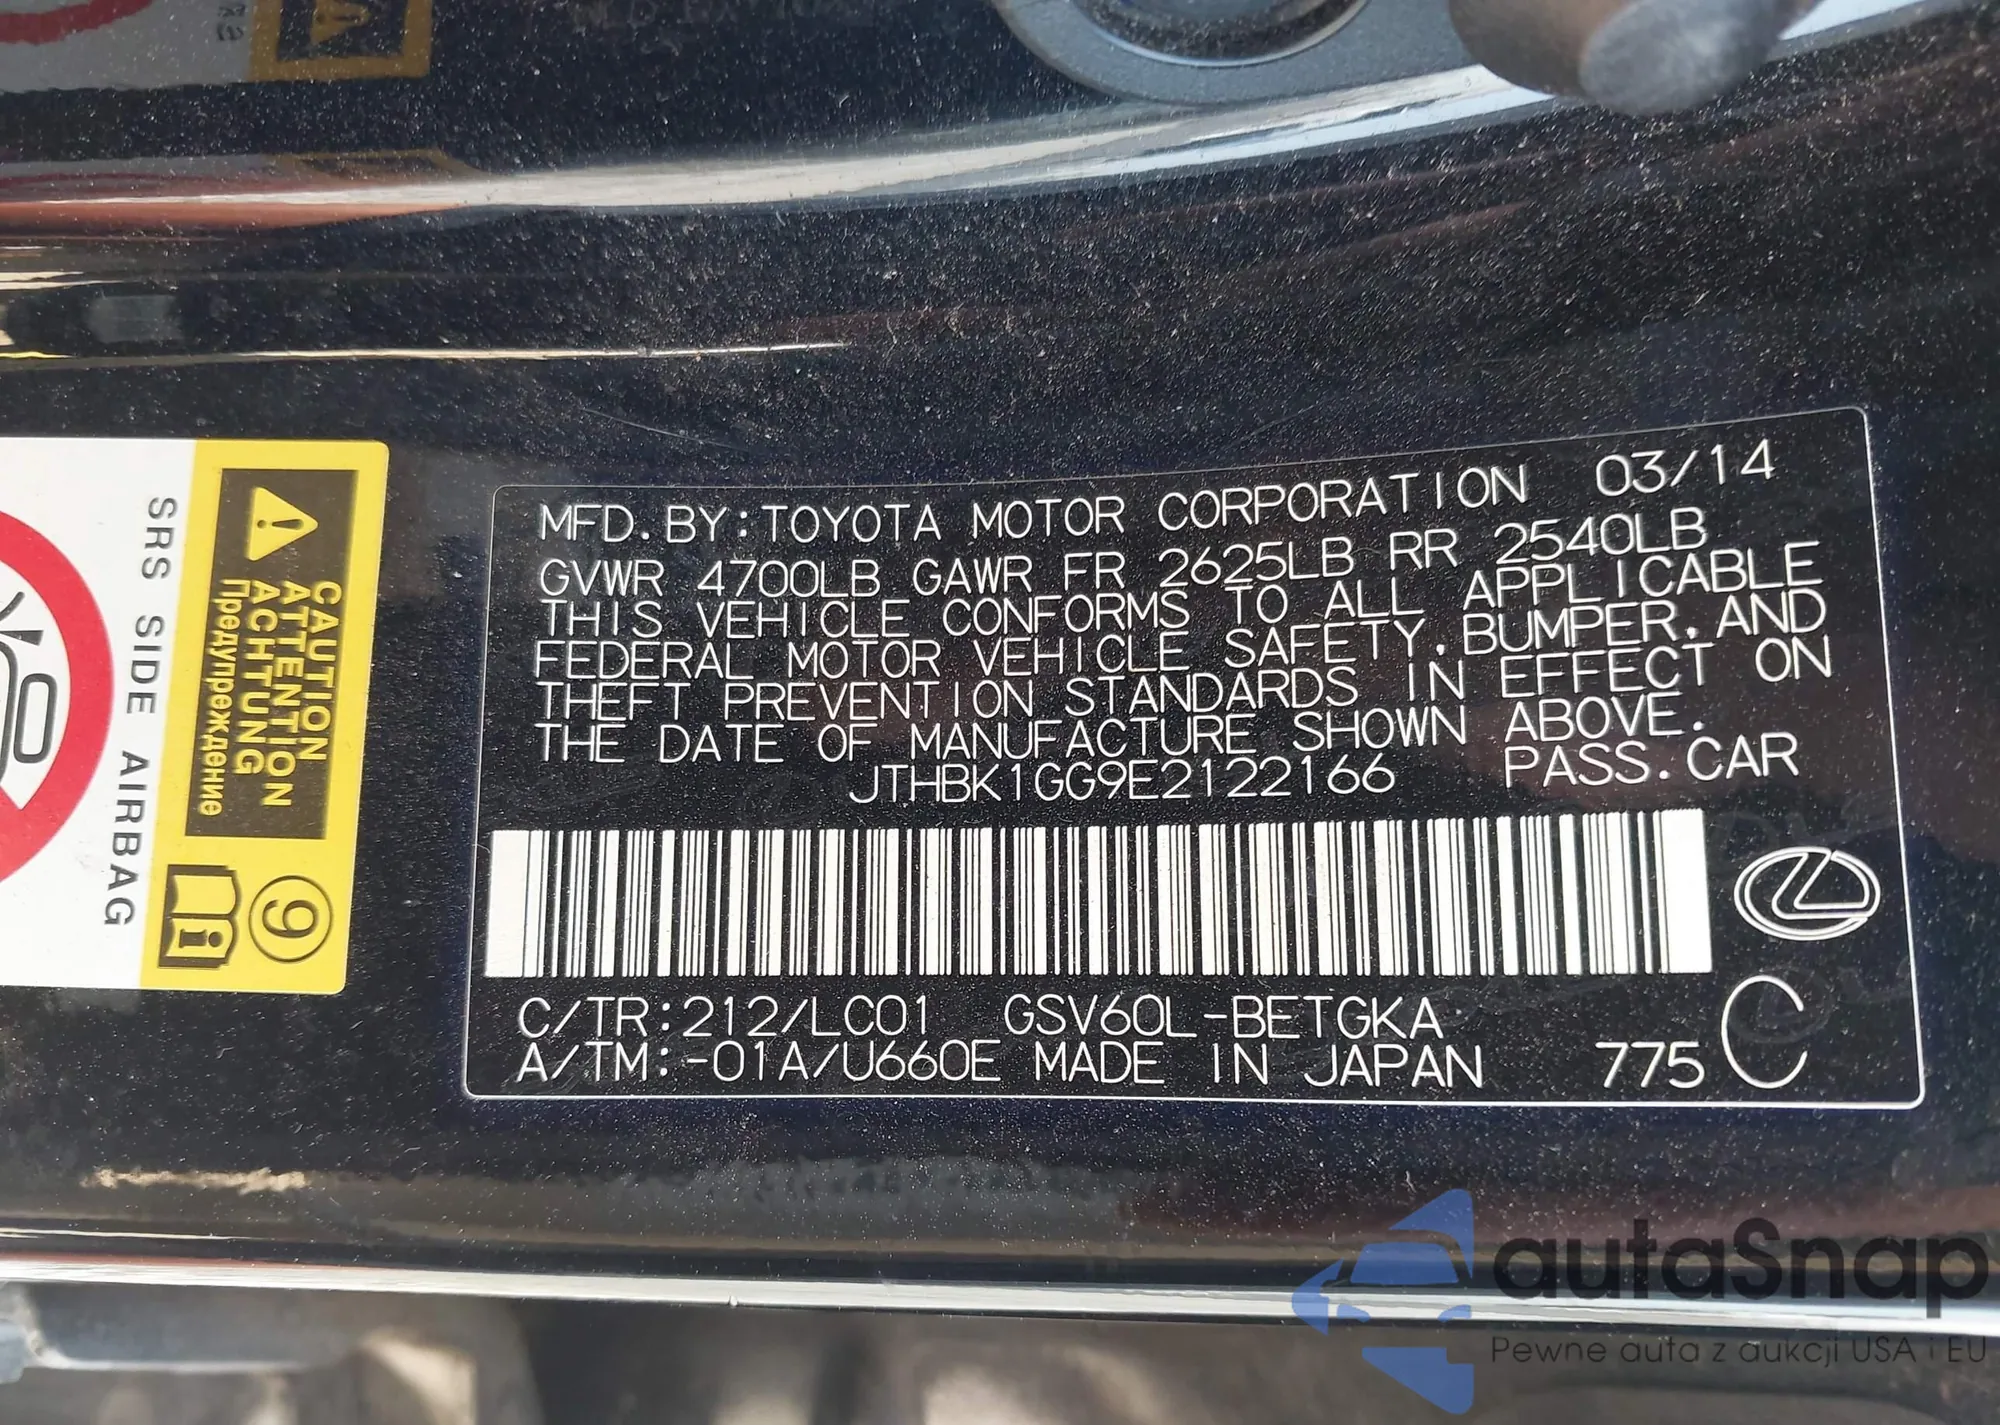 MFD. BY:TOYOTA MOTOR CORPORATION 03/14
GVWR 4700LB GAWR FR 2625LB RR 2540LB
THIS VEHICLE CONFORMS TO ALL APPLICABLE
FEDERAL MOTOR VEHICLE SAFETY, BUMPER, AND
THEFT PREVENTION STANDARDS IN EFFECT ON
THE DATE OF MANUFACTURE SHOWN ABOVE.
JTHBK1GG9E2122166 PASS. CAR
C/TR:212/LC01 GSV60L-BETGKA
A/TM:-01A/U660E MADE IN JAPAN 775 C
CAUTION
ATTENTION
ACHTUNG
Предупреждение
9
SRS SIDE AIRBAG
autaSnap
Pewne auta z aukcji USA i EU